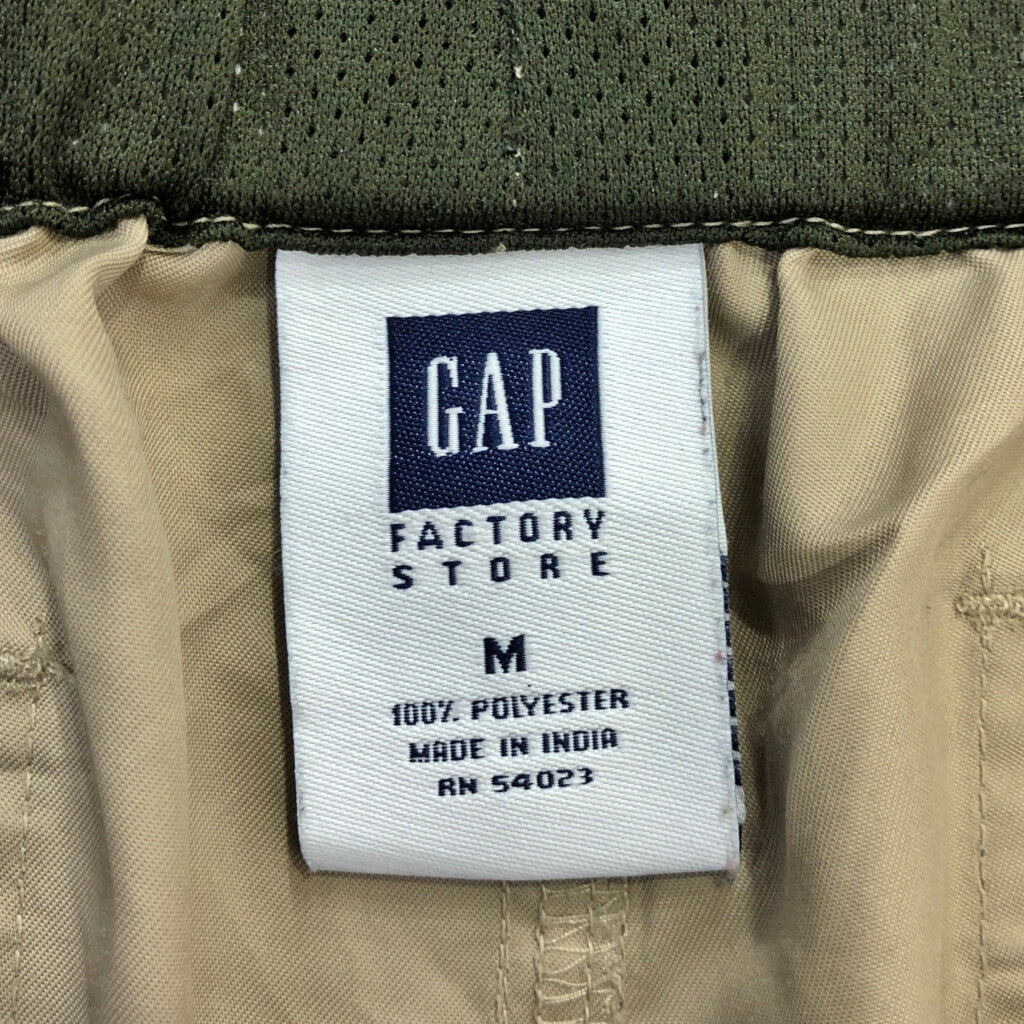 GAP
FACTORY
STORE
M
100% POLYESTER
MADE IN INDIA
RN 54023